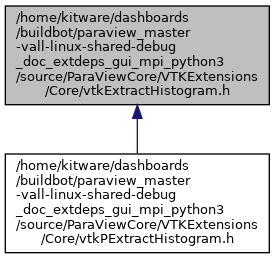 /home/kitware/dashboards
/buildbot/paraview_master
-vall-linux-shared-debug
_doc_extdeps_gui_mpi_python3
/source/ParaViewCore/VTKExtensions
/Core/vtkExtractHistogram.h
/home/kitware/dashboards
/buildbot/paraview_master
-vall-linux-shared-debug
_doc_extdeps_gui_mpi_python3
/source/ParaViewCore/VTKExtensions
/Core/vtkPExtractHistogram.h